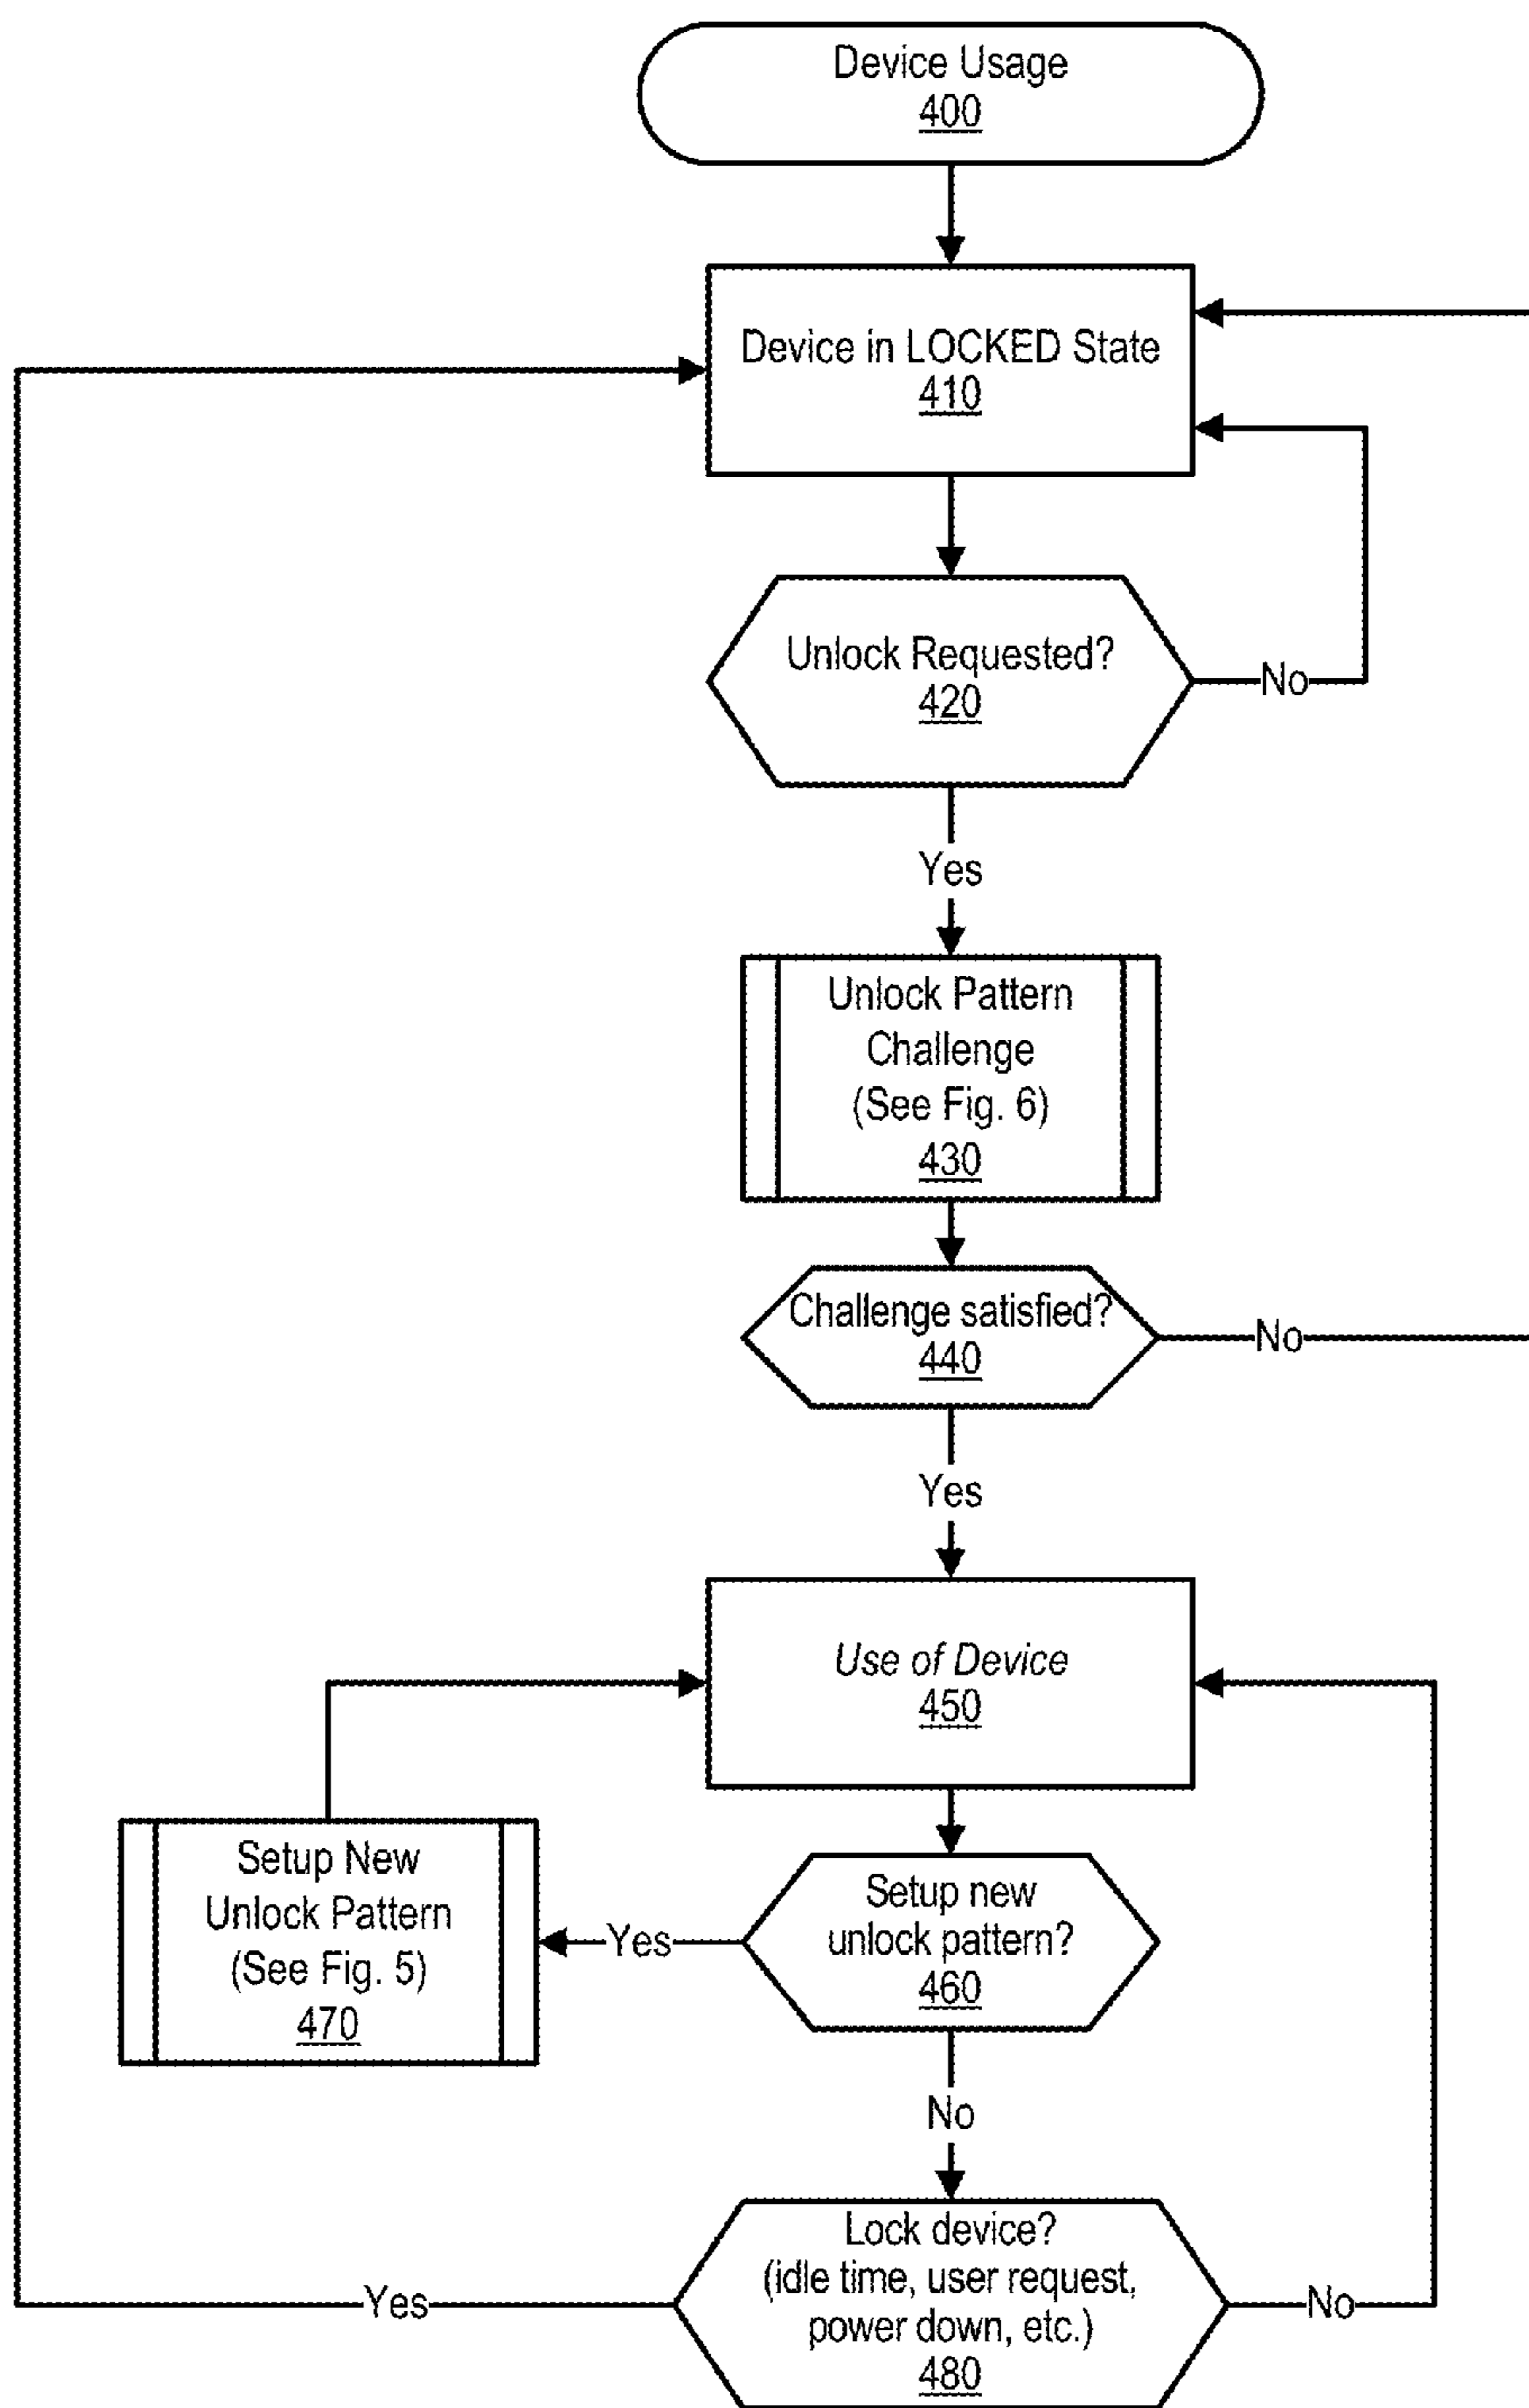 Device Usage
400
Device in LOCKED State
410
Unlock Requested?
420
No
Yes
Unlock Pattern
Challenge
(See Fig. 6)
430
Challenge satisfied?
440
No
Yes
Use of Device
450
Setup New
Unlock Pattern
(See Fig. 5)
470
Yes
Setup new
unlock pattern?
460
No
Lock device?
(idle time, user request,
power down, etc.)
480
Yes
No